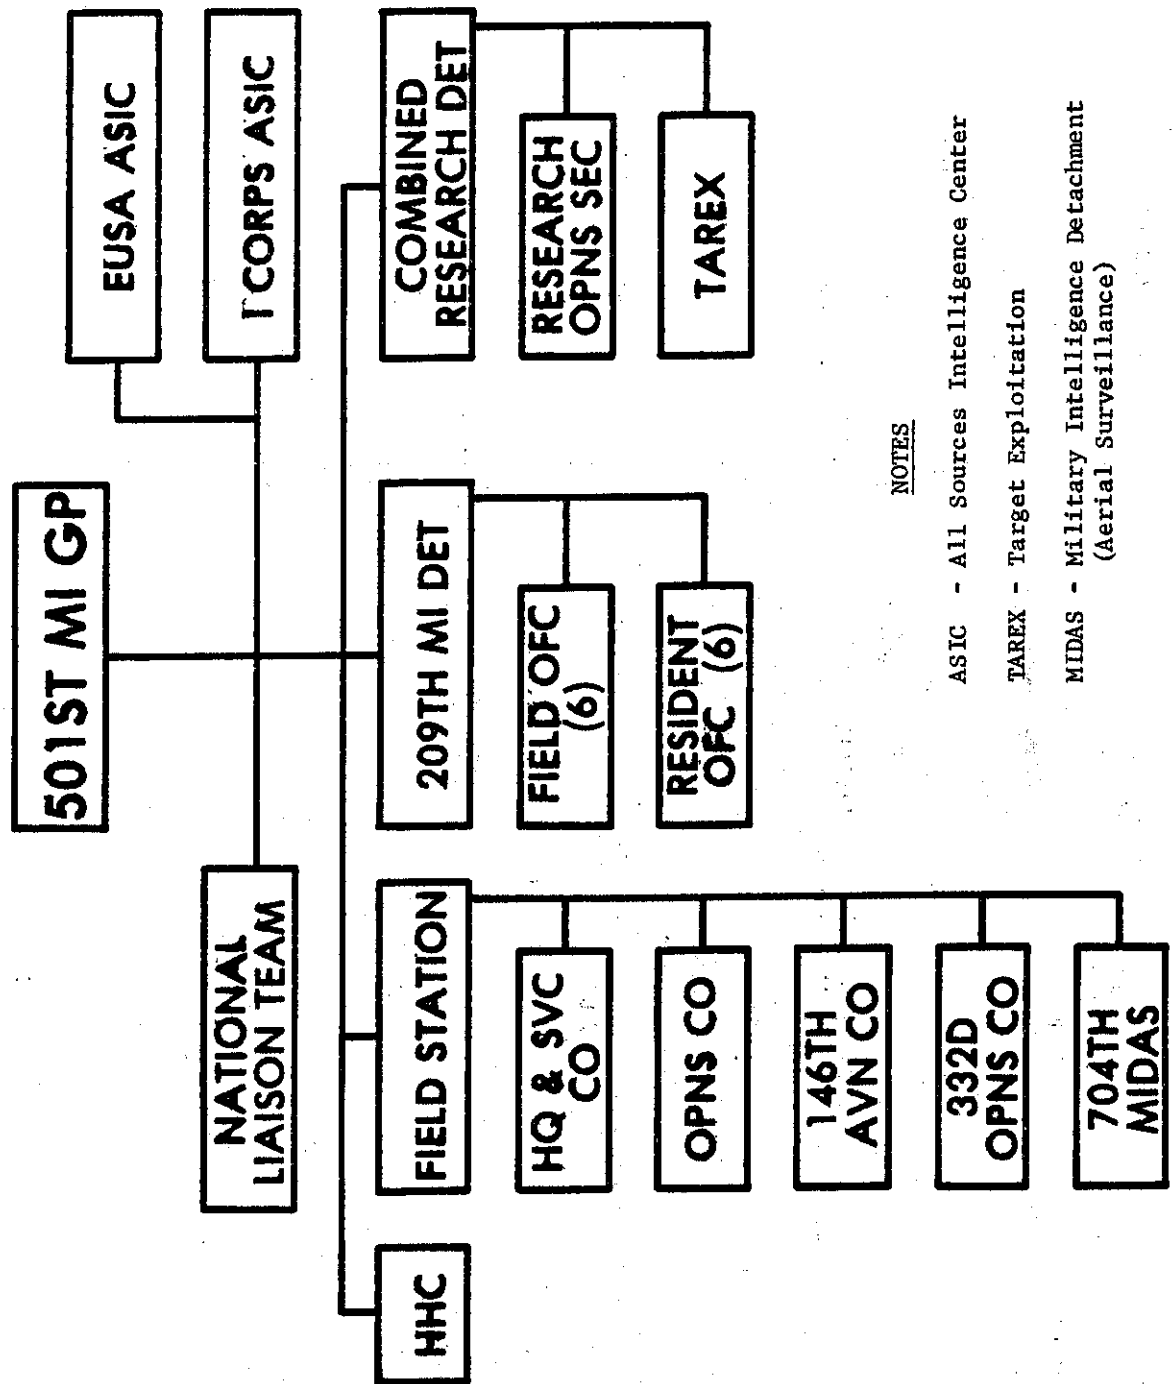 501ST MI GP
EUSA ASIC
NATIONAL
LIAISON TEAM
I CORPS ASIC
HHC
FIELD STATION
209TH MI DET
COMBINED
RESEARCH DET
HQ & SVC
CO
OPNS CO
146TH
AVN CO
332D
OPNS CO
704TH
MIDAS
FIELD OFC
(6)
RESIDENT
OFC (6)
RESEARCH
OPNS SEC
TAREX
NOTES
ASIC - All Sources Intelligence Center
TAREX - Target Exploitation
MIDAS - Military Intelligence Detachment
(Aerial Surveillance)